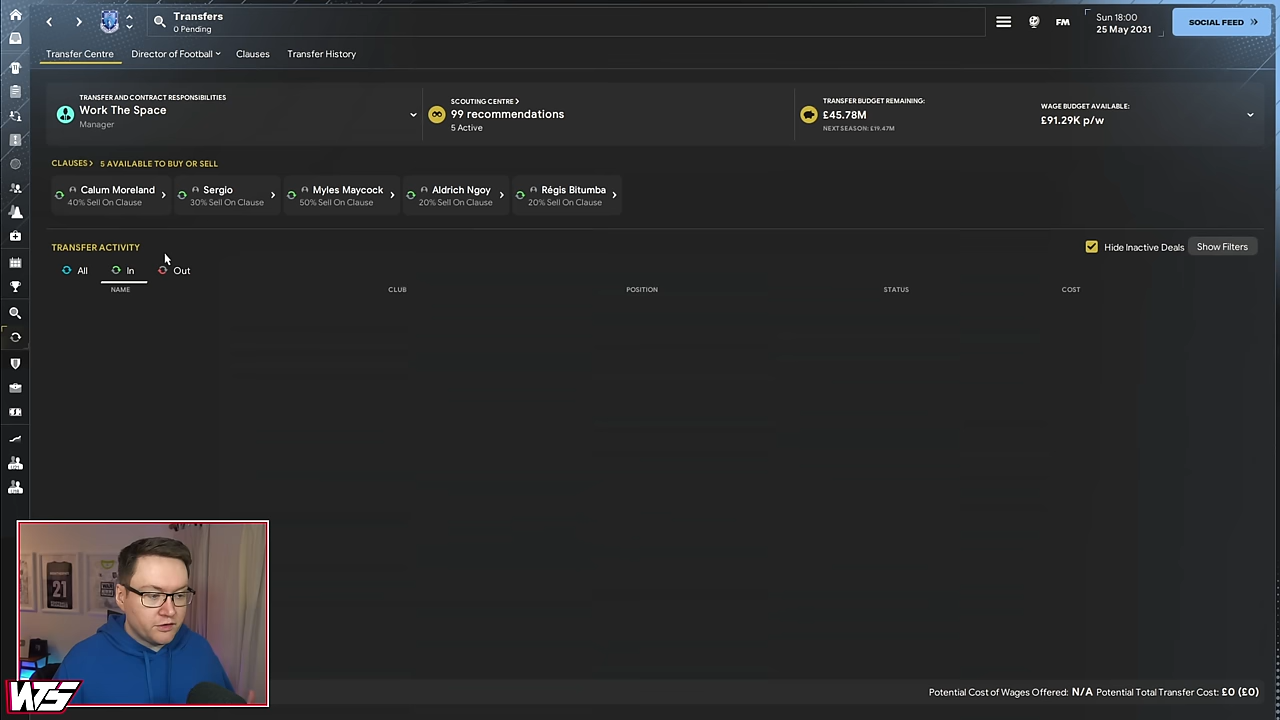 Transfers
0 Pending
FM
Sun 18:00
25 May 2031
SOCIAL FEED
Transfer Centre
Director of Football
Clauses
Transfer History
TRANSFER AND CONTRACT RESPONSIBILITIES
Work The Space
Manager
SCOUTING CENTRE >
99 recommendations
5 Active
TRANSFER BUDGET REMAINING:
£45.78M
NEXT SEASON: £19.47M
WAGE BUDGET AVAILABLE:
£91.29K p/w
CLAUSES > 5 AVAILABLE TO BUY OR SELL
Calum Moreland
40% Sell On Clause
Sergio
30% Sell On Clause
Myles Maycock
50% Sell On Clause
Aldrich Ngoy
20% Sell On Clause
Régis Bitumba
20% Sell On Clause
TRANSFER ACTIVITY
Hide Inactive Deals
Show Filters
All
In
Out
NAME
CLUB
POSITION
STATUS
COST
21
WTS
Potential Cost of Wages Offered: N/A Potential Total Transfer Cost: £0 (£0)